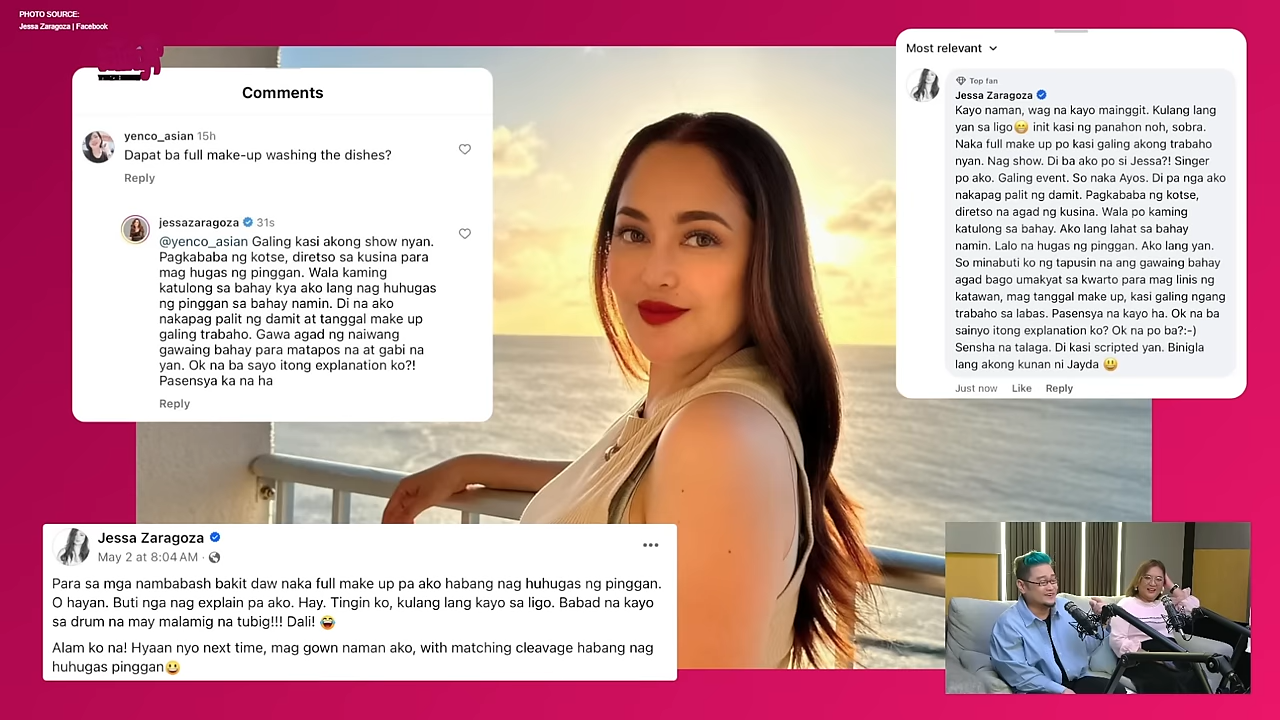 PHOTO SOURCE:
Jessa Zaragoza | Facebook
Comments
yenco_asian 15h
Dapat ba full make-up washing the dishes?
Reply
jessazaragoza 31s
@yenco_asian Galing kasi akong show nyan.
Pagkababa ng kotse, diretso sa kusina para
mag hugas ng pinggan. Wala kaming
katulong sa bahay kya ako lang nag huhugas
ng pinggan sa bahay namin. Di na ako
nakapag palit ng damit at tanggal make up
galing trabaho. Gawa agad ng naiwang
gawaing bahay para matapos na at gabi na
yan. Ok na ba sayo itong explanation ko?!
Pasensya ka na ha
Reply
Most relevant
Top fan
Jessa Zaragoza
Kayo naman, wag na kayo mainggit. Kulang lang
yan sa ligo😁 init kasi ng panahon noh, sobra.
Naka full make up po kasi galing akong trabaho
nyan. Nag show. Di ba ako po si Jessa?! Singer
po ako. Galing event. So naka Ayos. Di pa nga ako
nakapag palit ng damit. Pagkababa ng kotse,
diretso na agad ng kusina. Wala po kaming
katulong sa bahay. Ako lang lahat sa bahay
namin. Lalo na hugas ng pinggan. Ako lang yan.
So minabuti ko ng tapusin na ang gawaing bahay
agad bago umakyat sa kwarto para mag linis ng
katawan, mag tanggal make up, kasi galing ngang
trabaho sa labas. Pasensya na kayo ha. Ok na ba
sainyo itong explanation ko? Ok na po ba?:-)
Sensha na talaga. Di kasi scripted yan. Binigla
lang akong kunan ni Jayda 😃
Just now Like Reply
Jessa Zaragoza
May 2 at 8:04 AM ·
Para sa mga nambabash bakit daw naka full make up pa ako habang nag huhugas ng pinggan.
O hayan. Buti nga nag explain pa ako. Hay. Tingin ko, kulang lang kayo sa ligo. Babad na kayo
sa drum na may malamig na tubig!!! Dali! 😂
Alam ko na! Hyaan nyo next time, mag gown naman ako, with matching cleavage habang nag
huhugas pinggan😃